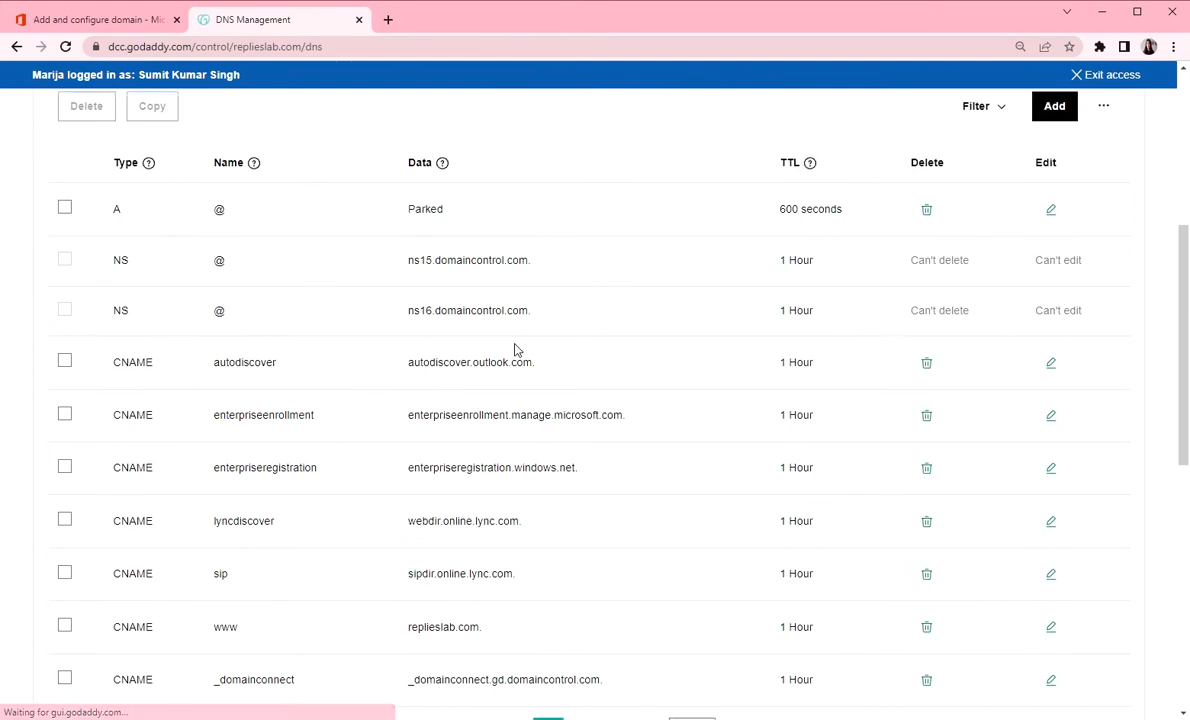 Add and configure domain - Mic
DNS Management
dcc.godaddy.com/control/replieslab.com/dns
Marija logged in as: Sumit Kumar Singh
Exit access
Delete
Copy
Filter
Add
Type
Name
Data
TTL
Delete
Edit
A @ Parked 600 seconds
NS @ ns15.domaincontrol.com. 1 Hour Can't delete Can't edit
NS @ ns16.domaincontrol.com. 1 Hour Can't delete Can't edit
CNAME autodiscover autodiscover.outlook.com. 1 Hour
CNAME enterpriseenrollment enterpriseenrollment.manage.microsoft.com. 1 Hour
CNAME enterpriseregistration enterpriseregistration.windows.net. 1 Hour
CNAME lyncdiscover webdir.online.lync.com. 1 Hour
CNAME sip sipdir.online.lync.com. 1 Hour
CNAME www replieslab.com. 1 Hour
CNAME _domainconnect _domainconnect.gd.domaincontrol.com. 1 Hour
Waiting for gui.godaddy.com...